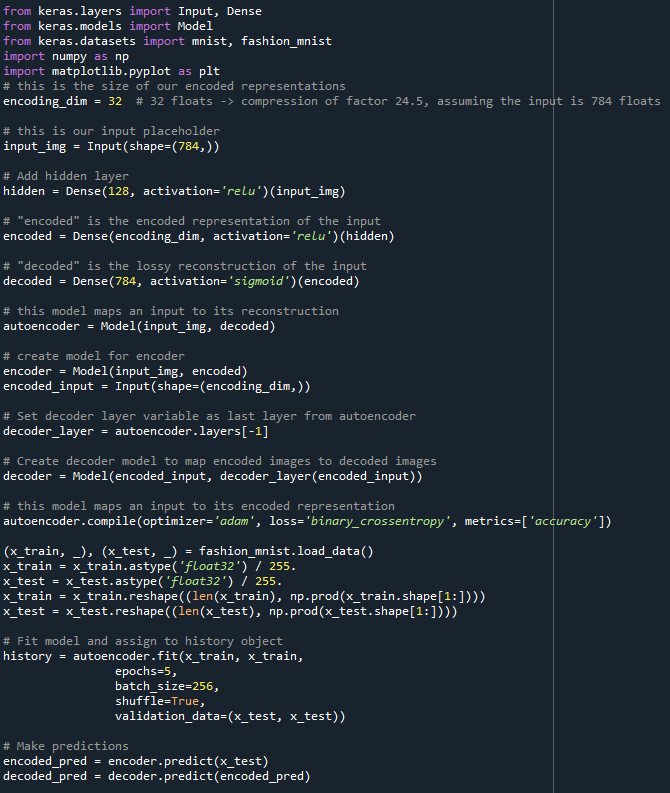 from keras.layers import Input, Dense
from keras.models import Model
from keras.datasets import mnist, fashion_mnist
import numpy as np
import matplotlib.pyplot as plt
# this is the size of our encoded representations
encoding_dim = 32  # 32 floats -> compression of factor 24.5, assuming the input is 784 floats

# this is our input placeholder
input_img = Input(shape=(784,))

# Add hidden layer
hidden = Dense(128, activation='relu')(input_img)

# "encoded" is the encoded representation of the input
encoded = Dense(encoding_dim, activation='relu')(hidden)

# "decoded" is the lossy reconstruction of the input
decoded = Dense(784, activation='sigmoid')(encoded)

# this model maps an input to its reconstruction
autoencoder = Model(input_img, decoded)

# create model for encoder
encoder = Model(input_img, encoded)
encoded_input = Input(shape=(encoding_dim,))

# Set decoder layer variable as last layer from autoencoder
decoder_layer = autoencoder.layers[-1]

# Create decoder model to map encoded images to decoded images
decoder = Model(encoded_input, decoder_layer(encoded_input))

# this model maps an input to its encoded representation
autoencoder.compile(optimizer='adam', loss='binary_crossentropy', metrics=['accuracy'])

(x_train, _), (x_test, _) = fashion_mnist.load_data()
x_train = x_train.astype('float32') / 255.
x_test = x_test.astype('float32') / 255.
x_train = x_train.reshape((len(x_train), np.prod(x_train.shape[1:])))
x_test = x_test.reshape((len(x_test), np.prod(x_test.shape[1:])))

# Fit model and assign to history object
history = autoencoder.fit(x_train, x_train,
               epochs=5,
               batch_size=256,
               shuffle=True,
               validation_data=(x_test, x_test))

# Make predictions
encoded_pred = encoder.predict(x_test)
decoded_pred = decoder.predict(encoded_pred)